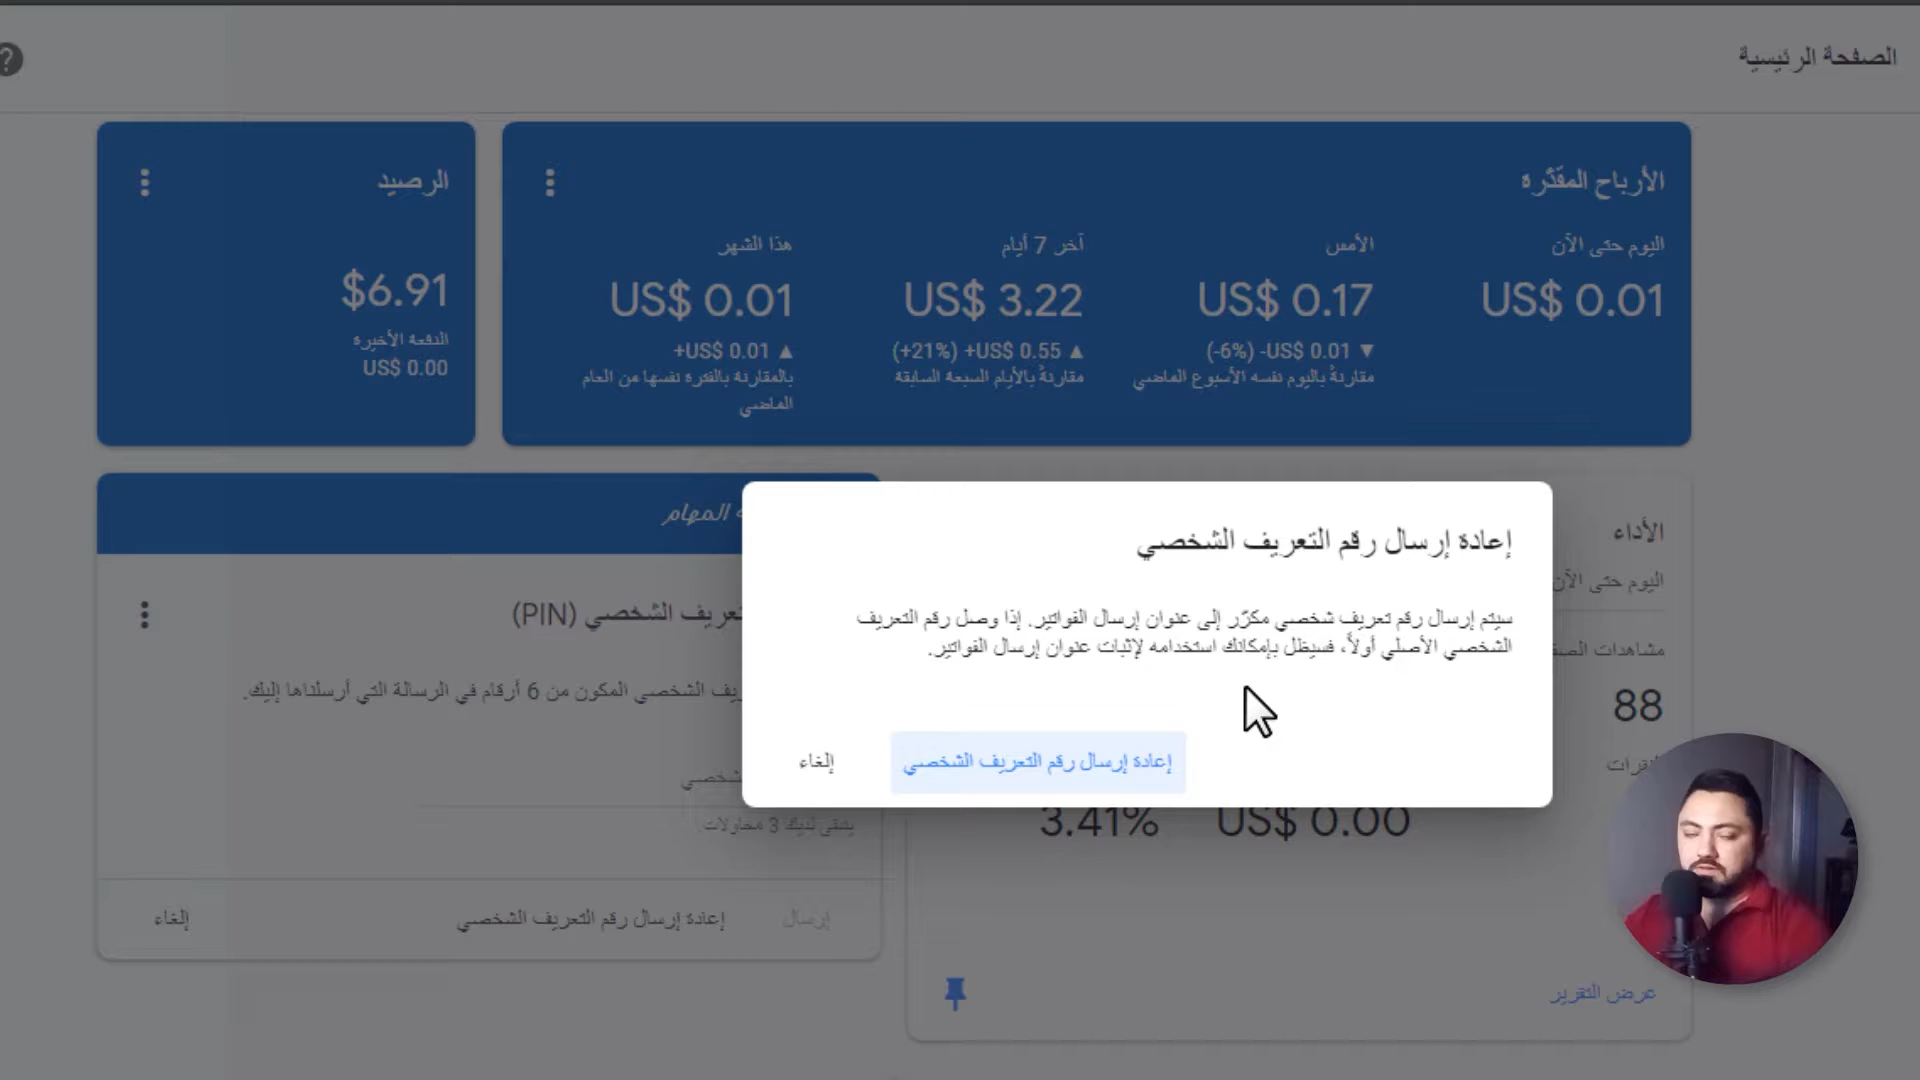 الصفحة الرئيسية
الأرباح المقدّرة
اليوم حتى الآن
US$ 0.01
الأمس
US$ 0.17
(-6%) -US$ 0.01 ▼
مقارنةً باليوم نفسه الأسبوع الماضي
آخر 7 أيام
US$ 3.22
(+21%) +US$ 0.55 ▲
مقارنةً بالأيام السبعة السابقة
هذا الشهر
US$ 0.01
+US$ 0.01 ▲
بالمقارنة بالفترة نفسها من العام
الماضي
الرصيد
$6.91
الدفعة الأخيرة
US$ 0.00
إعادة إرسال رقم التعريف الشخصي
سيتم إرسال رقم تعريف شخصي مكرّر إلى عنوان إرسال الفواتير. إذا وصل رقم التعريف
الشخصي الأصلي أولاً، فسيظل بإمكانك استخدامه لإثبات عنوان إرسال الفواتير.
إعادة إرسال رقم التعريف الشخصي
إلغاء
الأداء
اليوم حتى الآن
مشاهدات
88
US$ 0.00
3.41%
عرض التقرير
المهام
الشخصي (PIN)
الشخصي المكون من 6 أرقام في الرسالة التي أرسلناها إليك.
يتبقى لديك 3 محاولات.
إرسال
إعادة إرسال رقم التعريف الشخصي
إلغاء